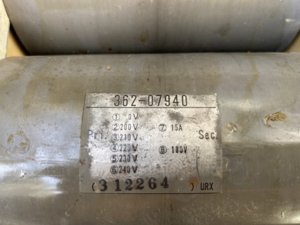 362-07940
① 0V
2 200V ⑦ 15A
Pri. 3 210V Sec.
④ 220V ⑧ 100V
⑤ 230V
⑥ 240V
(312264) URX